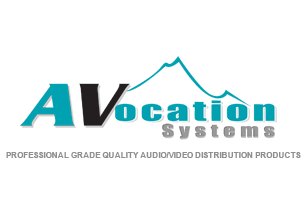 AVocation
Systems
PROFESSIONAL GRADE QUALITY AUDIO/VIDEO DISTRIBUTION PRODUCTS